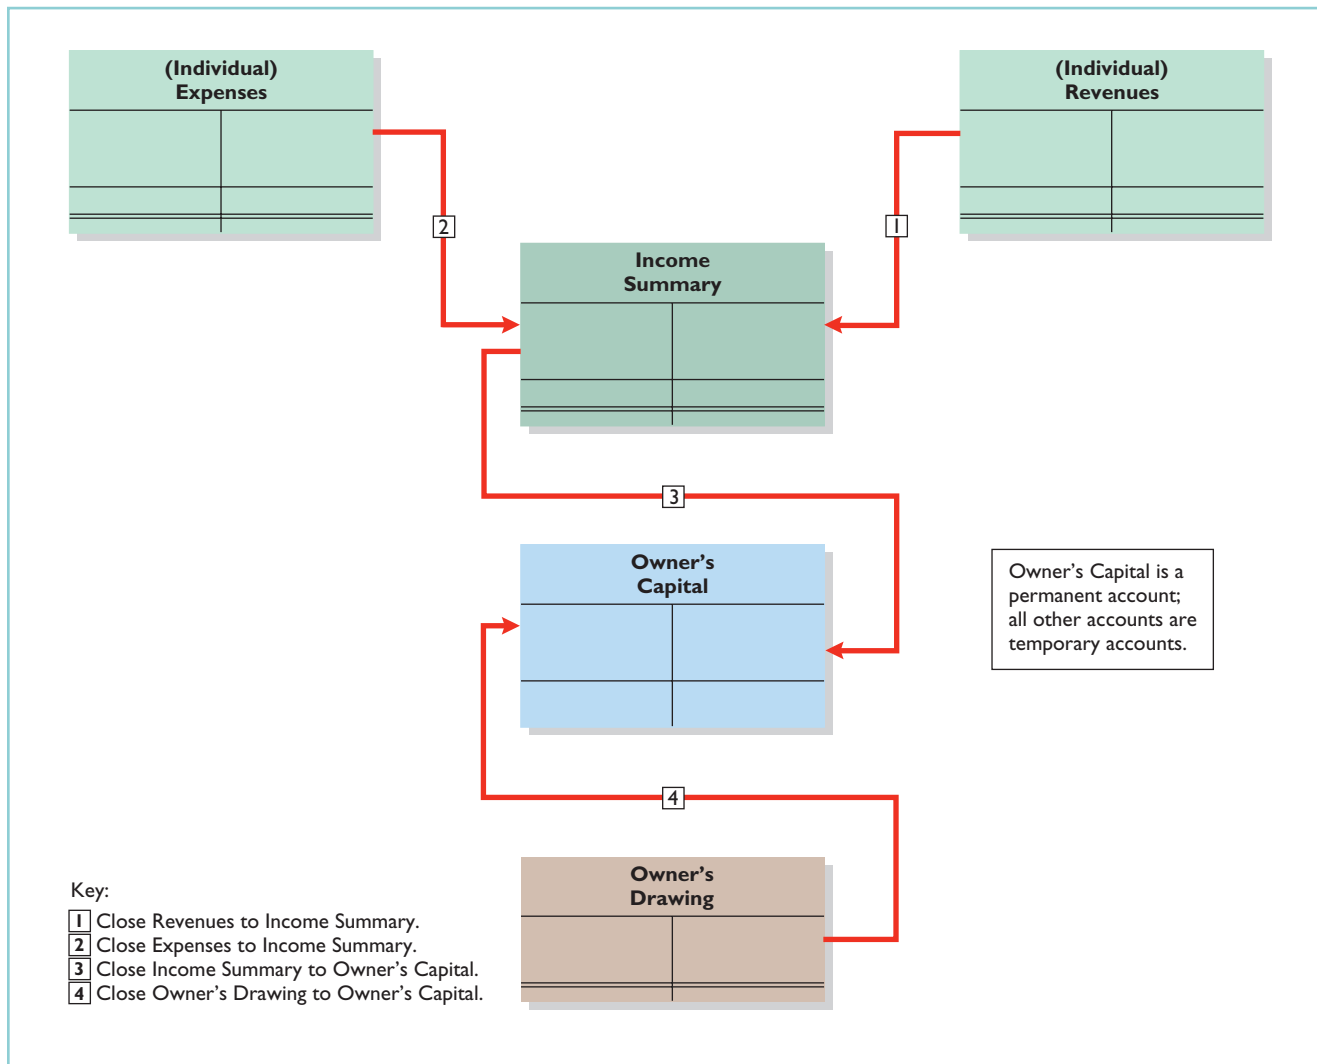 (Individual)
Expenses
(Individual)
Revenues
2
1
Income
Summary
3
Owner's
Capital
Owner's Capital is a
permanent account;
all other accounts are
temporary accounts.
4
Owner's
Drawing
Key:
1 Close Revenues to Income Summary.
2 Close Expenses to Income Summary.
3 Close Income Summary to Owner's Capital.
4 Close Owner's Drawing to Owner's Capital.